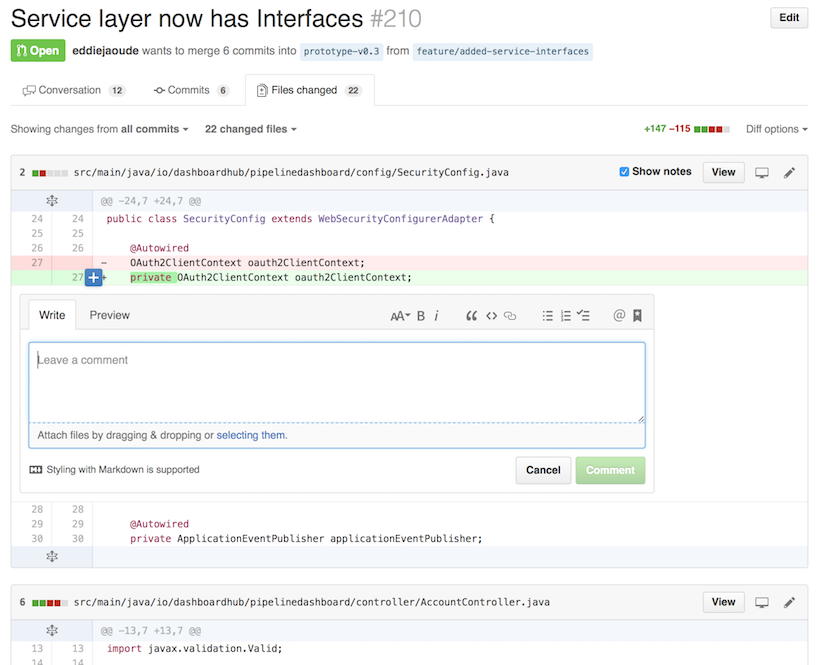 Service layer now has Interfaces #210
Edit
Open eddiejaoude wants to merge 6 commits into prototype-v0.3 from feature/added-service-interfaces
Conversation 12 Commits 6 Files changed 22
Showing changes from all commits 22 changed files +147 −115 Diff options
2 src/main/java/io/dashboardhub/pipelinedashboard/config/SecurityConfig.java Show notes View
@@ -24,7 +24,7 @@
24 24 public class SecurityConfig extends WebSecurityConfigurerAdapter {
25 25
26 26 @Autowired
27 - OAuth2ClientContext oauth2ClientContext;
27 + private OAuth2ClientContext oauth2ClientContext;
Write Preview AA B i “ <> @
Leave a comment
Attach files by dragging & dropping or selecting them.
Styling with Markdown is supported Cancel Comment
28 28
29 29 @Autowired
30 30 private ApplicationEventPublisher applicationEventPublisher;
6 src/main/java/io/dashboardhub/pipelinedashboard/controller/AccountController.java View
@@ -13,7 +13,7 @@
13 13 import javax.validation.Valid;
14 14